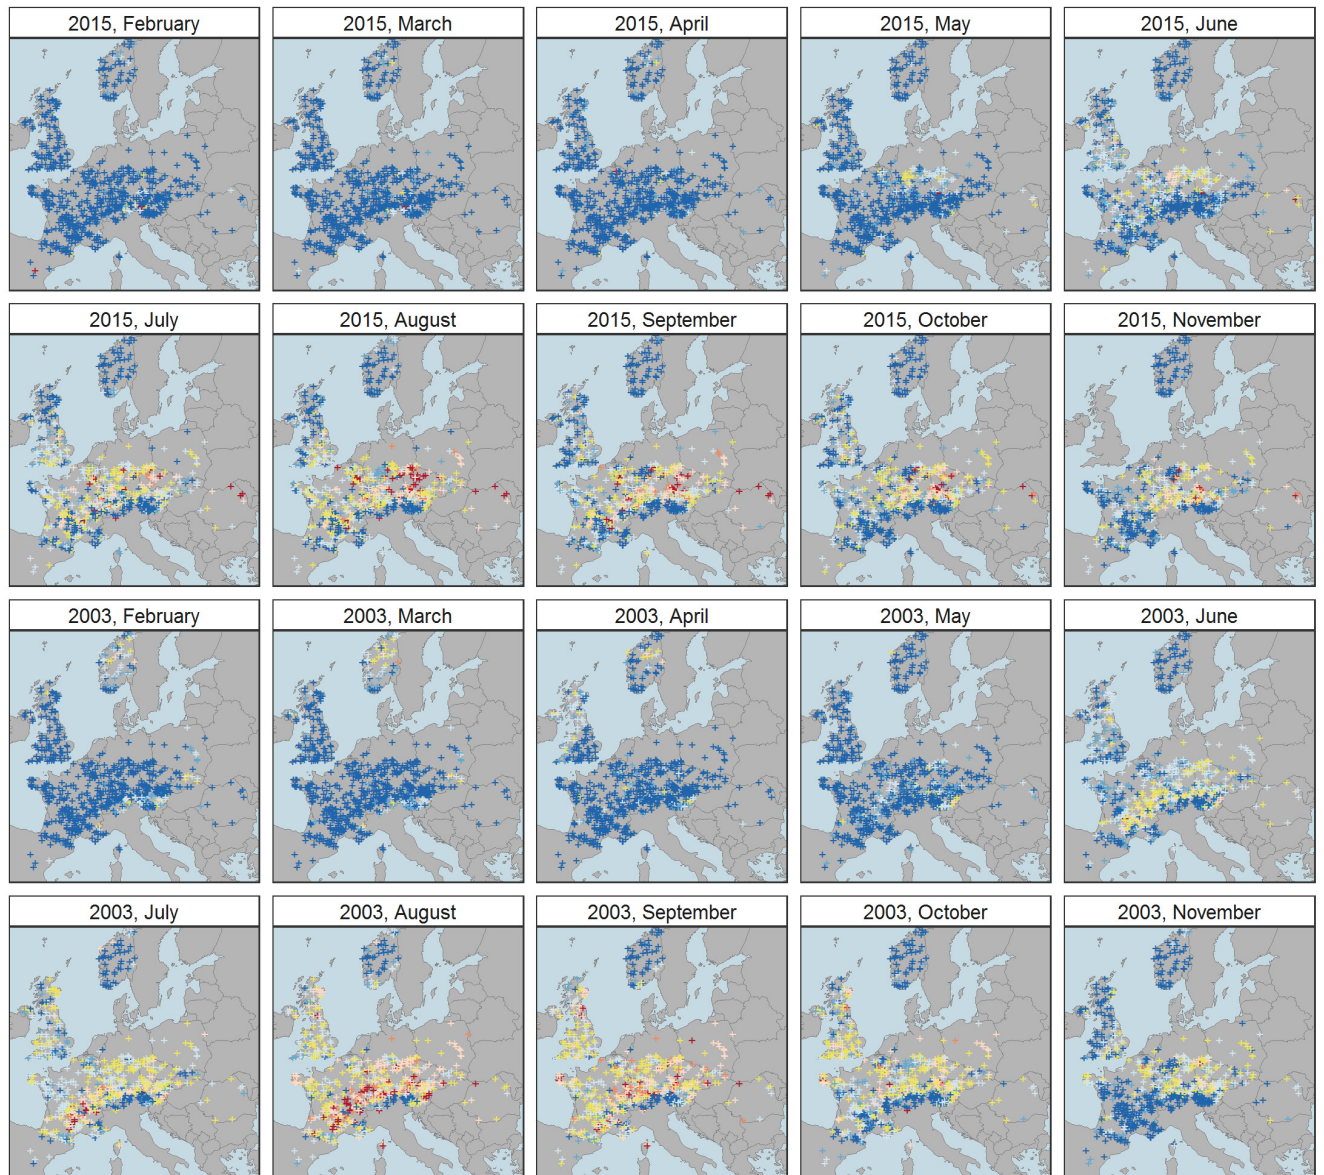 2015, February
2015, March
2015, April
2015, May
2015, June
2015, July
2015, August
2015, September
2015, October
2015, November
2003, February
2003, March
2003, April
2003, May
2003, June
2003, July
2003, August
2003, September
2003, October
2003, November